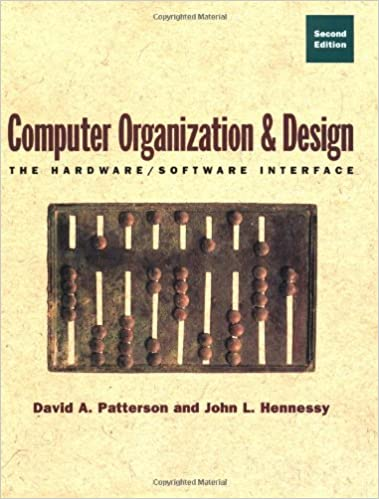 Copyrighted Material
Second
Edition
Computer Organization & Design
THE HARDWARE/SOFTWARE INTERFACE
David A. Patterson and John L. Hennessy
Copyrighted Material